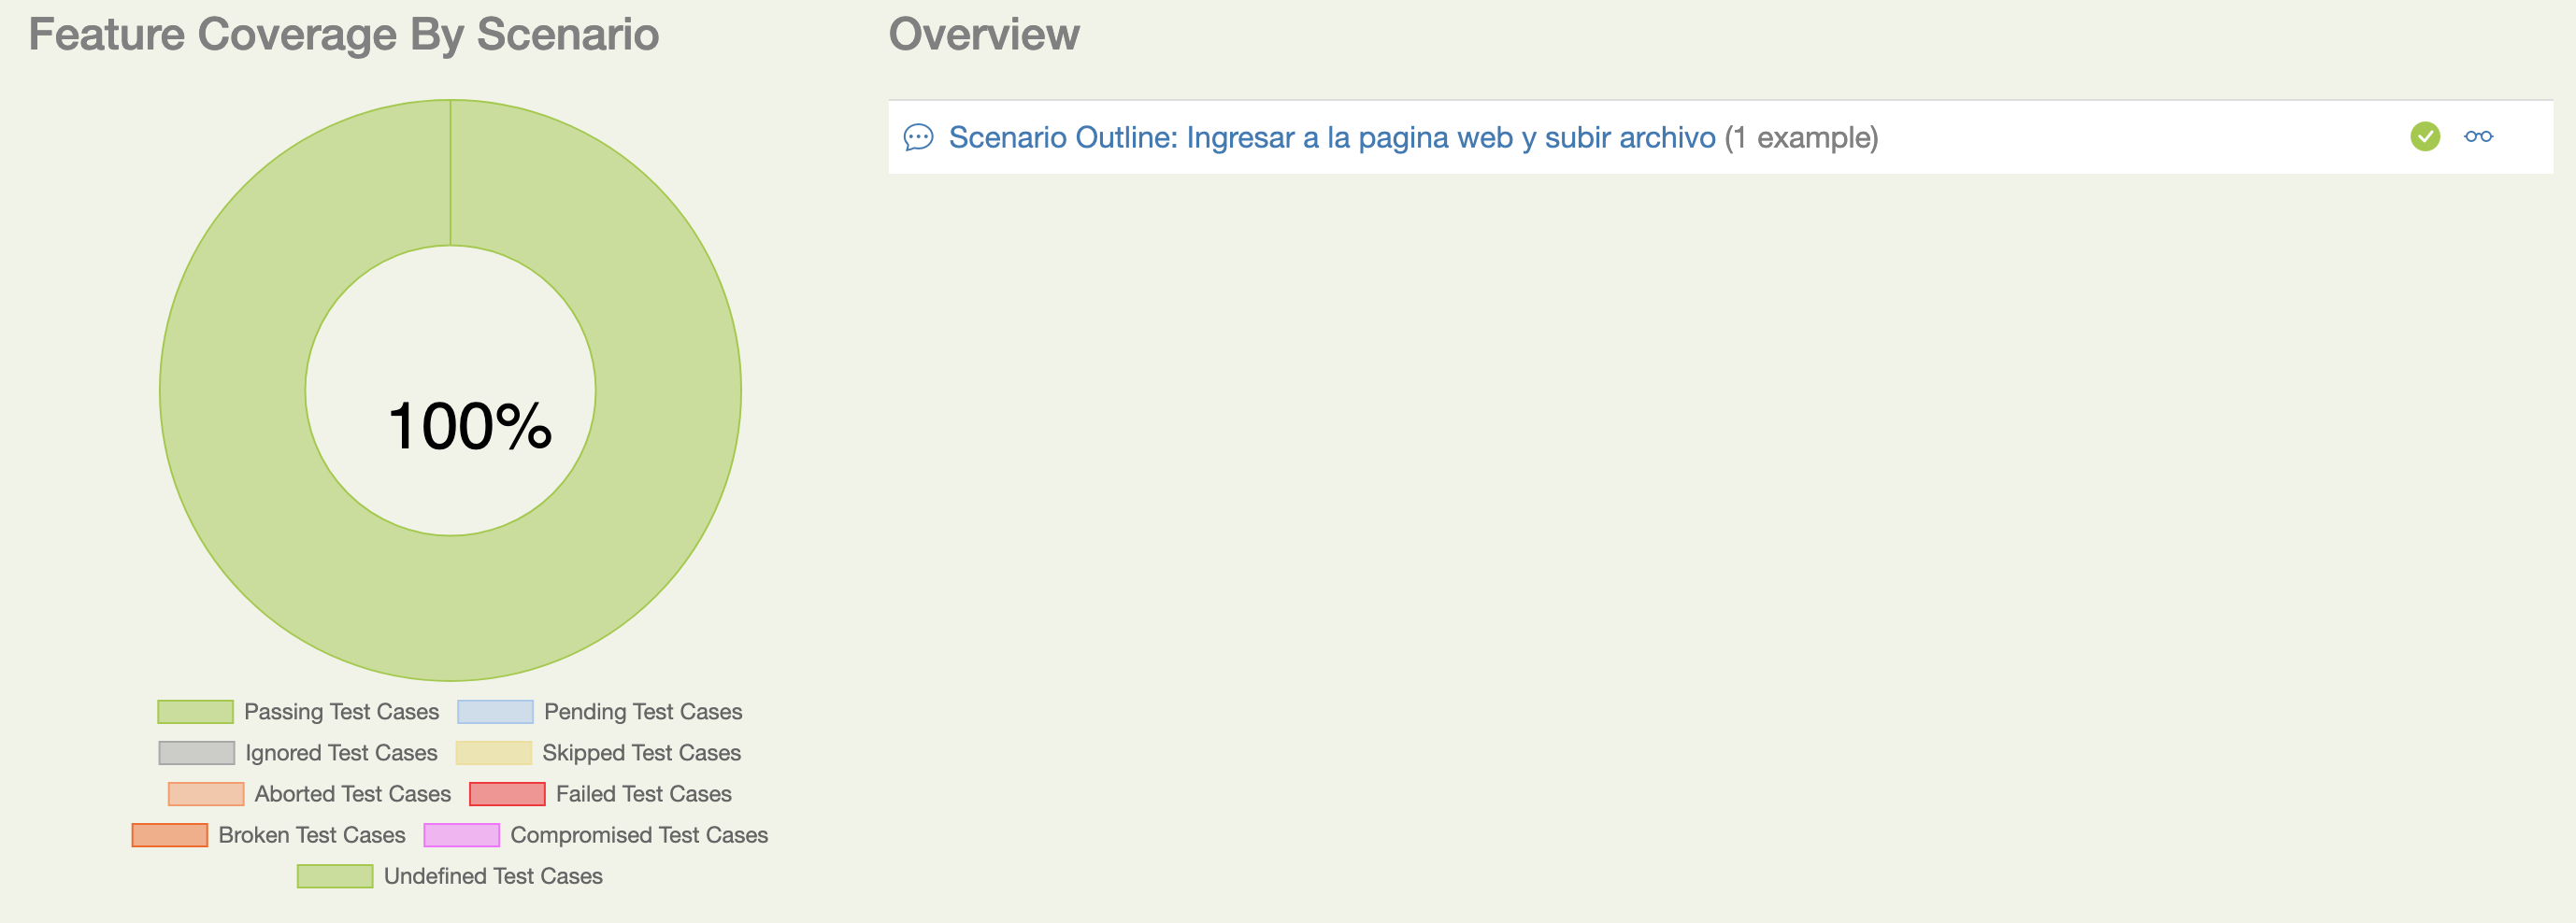 Feature Coverage By Scenario
100%
Passing Test Cases
Pending Test Cases
Ignored Test Cases
Skipped Test Cases
Aborted Test Cases
Failed Test Cases
Broken Test Cases
Compromised Test Cases
Undefined Test Cases
Overview
Scenario Outline: Ingresar a la pagina web y subir archivo (1 example)